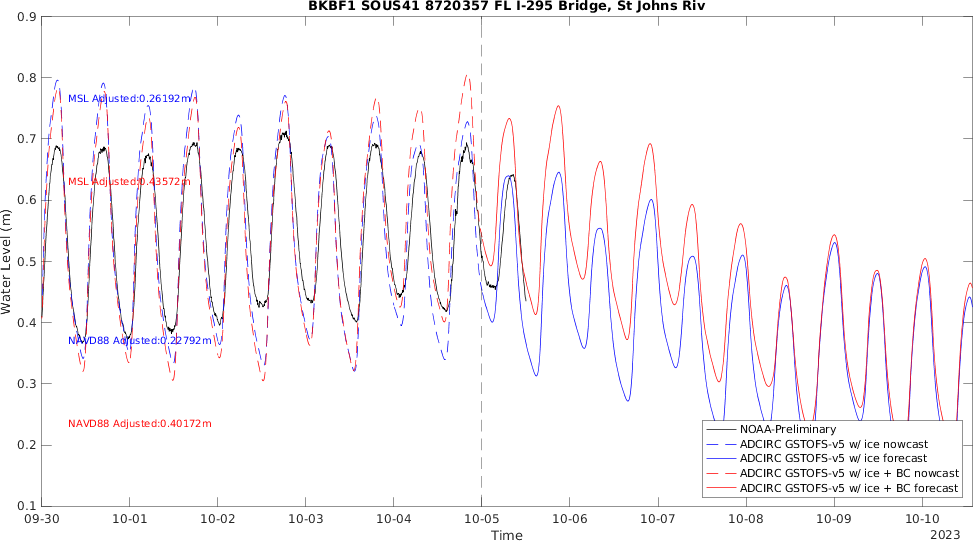 BKBF1 SOUS41 8720357 FL I-295 Bridge, St Johns Riv
0.9
0.8
0.7
0.6
0.5
0.4
0.3
0.2
0.1
Water Level (m)
MSL Adjusted:0.26192m
MSL Adjusted:0.43572m
NAVD88 Adjusted:0.22792m
NAVD88 Adjusted:0.40172m
NOAA-Preliminary
ADCIRC GSTOFS-v5 w/ ice nowcast
ADCIRC GSTOFS-v5 w/ ice forecast
ADCIRC GSTOFS-v5 w/ ice + BC nowcast
ADCIRC GSTOFS-v5 w/ ice + BC forecast
09-30 10-01 10-02 10-03 10-04 10-05 10-06 10-07 10-08 10-09 10-10
Time
2023